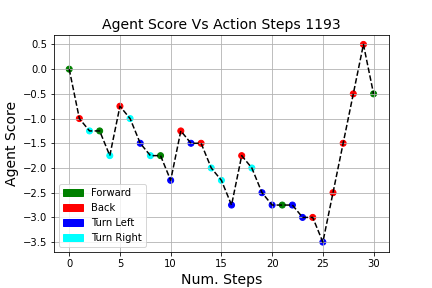 Agent Score Vs Action Steps 1193
Agent Score
0.5
0.0
−0.5
−1.0
−1.5
−2.0
−2.5
−3.0
−3.5
Forward
Back
Turn Left
Turn Right
0 5 10 15 20 25 30
Num. Steps